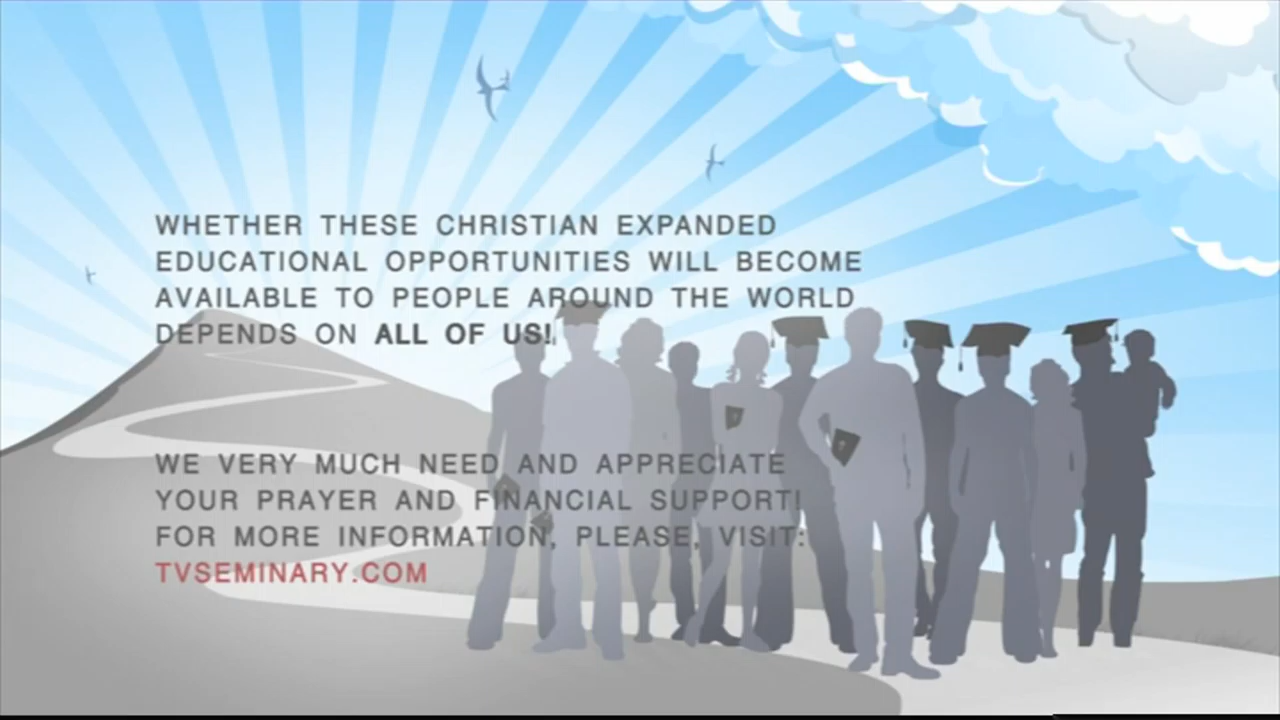 WHETHER THESE CHRISTIAN EXPANDED
EDUCATIONAL OPPORTUNITIES WILL BECOME
AVAILABLE TO PEOPLE AROUND THE WORLD
DEPENDS ON ALL OF US!
WE VERY MUCH NEED AND APPRECIATE
YOUR PRAYER AND FINANCIAL SUPPORT!
FOR MORE INFORMATION, PLEASE, VISIT:
TVSEMINARY.COM